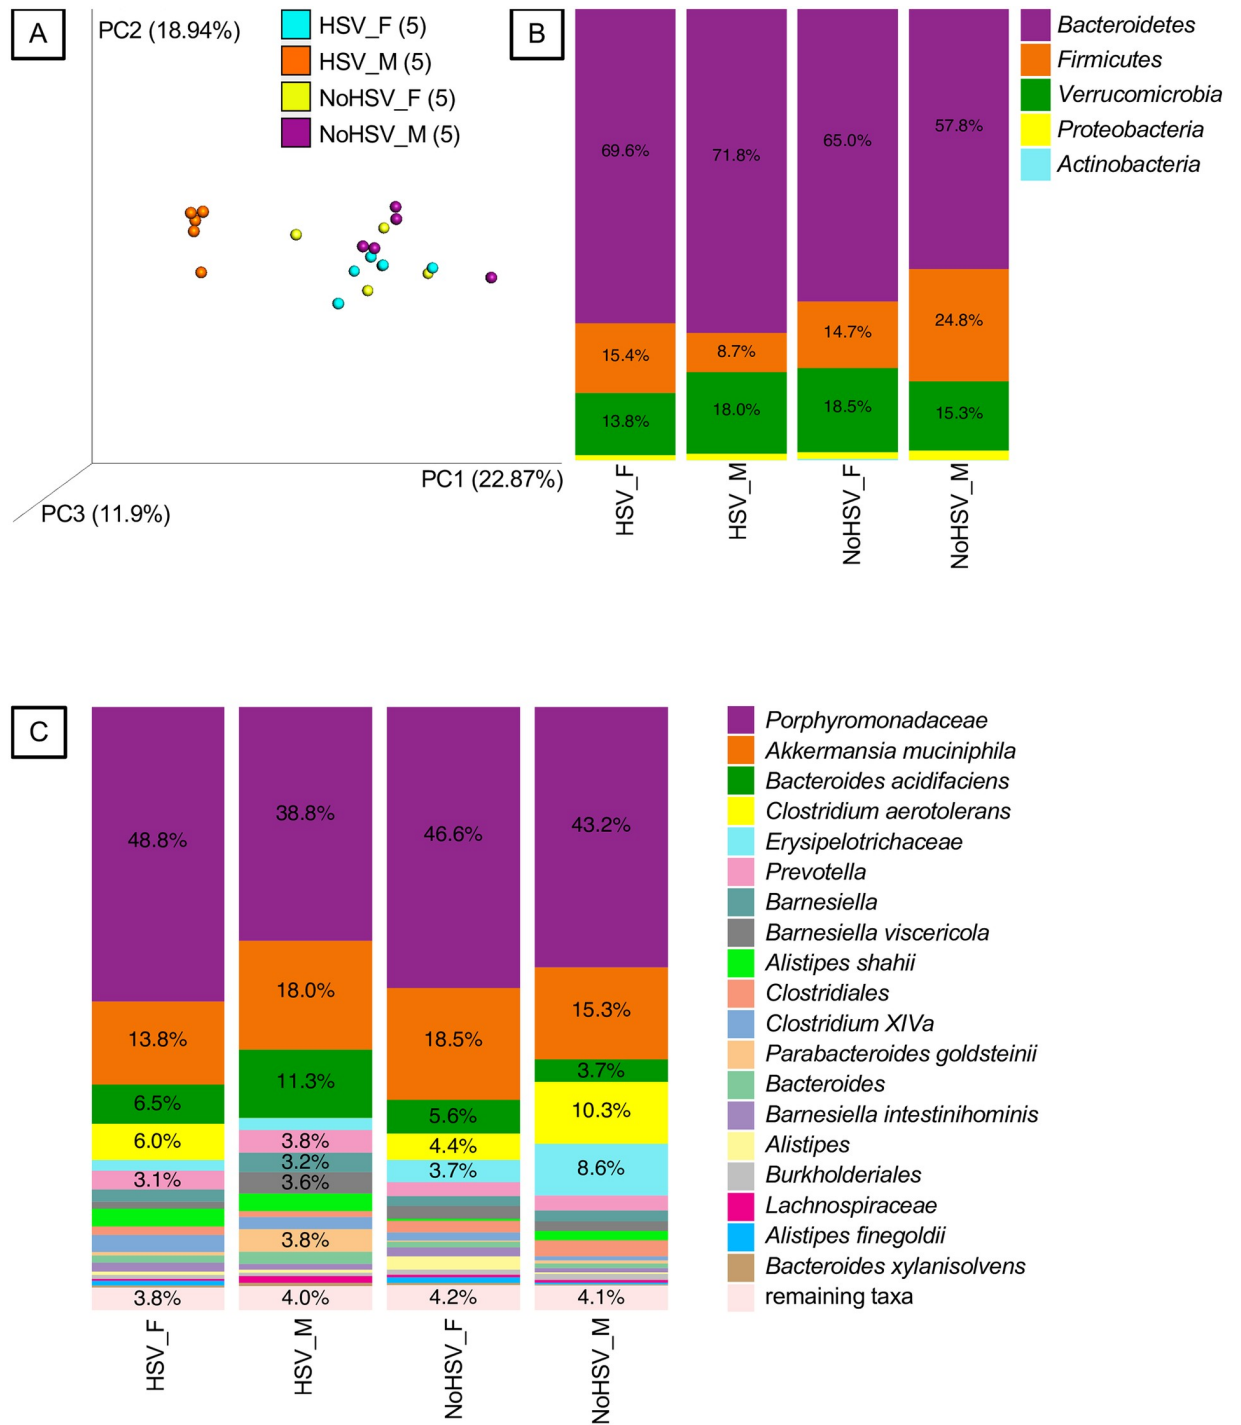 A
PC2 (18.94%)
HSV_F (5)
HSV_M (5)
NoHSV_F (5)
NoHSV_M (5)
PC1 (22.87%)
PC3 (11.9%)
B
69.6%
71.8%
65.0%
57.8%
15.4%
8.7%
14.7%
24.8%
13.8%
18.0%
18.5%
15.3%
HSV_F
HSV_M
NoHSV_F
NoHSV_M
Bacteroidetes
Firmicutes
Verrucomicrobia
Proteobacteria
Actinobacteria
C
48.8%
38.8%
46.6%
43.2%
13.8%
18.0%
18.5%
15.3%
6.5%
11.3%
5.6%
3.7%
6.0%
4.4%
10.3%
3.7%
8.6%
3.1%
3.8%
3.2%
3.6%
3.8%
3.8%
4.0%
4.2%
4.1%
HSV_F
HSV_M
NoHSV_F
NoHSV_M
Porphyromonadaceae
Akkermansia muciniphila
Bacteroides acidifaciens
Clostridium aerotolerans
Erysipelotrichaceae
Prevotella
Barnesiella
Barnesiella viscericola
Alistipes shahii
Clostridiales
Clostridium XIVa
Parabacteroides goldsteinii
Bacteroides
Barnesiella intestinihominis
Alistipes
Burkholderiales
Lachnospiraceae
Alistipes finegoldii
Bacteroides xylanisolvens
remaining taxa